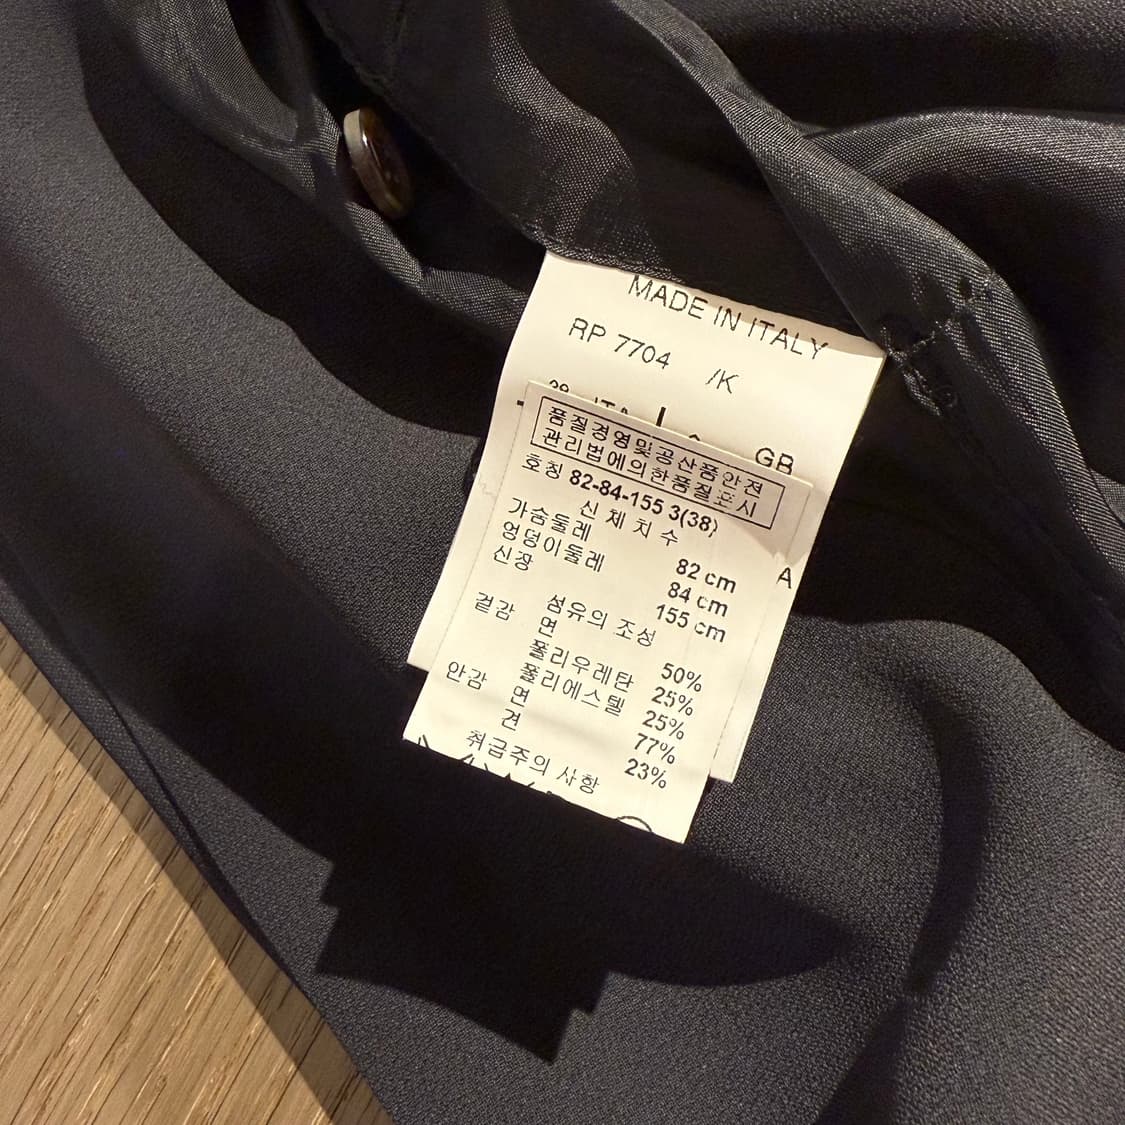 MADE IN ITALY
RP 7704 /K
38 ITA
GB
품질경영및공산품안전
관리법에의한품질표시
호칭 82-84-155 3(38)
신체치수
가슴둘레 82 cm
엉덩이둘레 84 cm
신장 155 cm
A
섬유의 조성
겉감 면 50%
폴리우레탄 25%
폴리에스텔 25%
안감 면 77%
견 23%
취급주의 사항